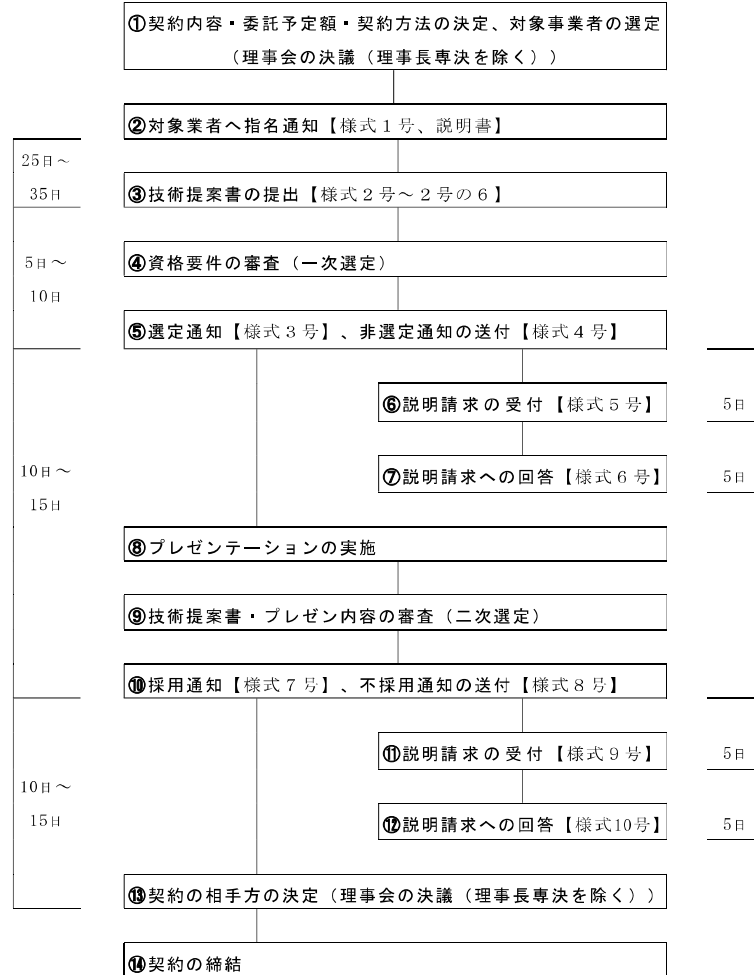 ①契約内容・委託予定額・契約方法の決定、対象事業者の選定
（理事会の決議（理事長専決を除く））
②対象業者へ指名通知【様式１号、説明書】
25日～
35日
③技術提案書の提出【様式２号～２号の６】
5日～
10日
④資格要件の審査（一次選定）
⑤選定通知【様式３号】、非選定通知の送付【様式４号】
⑥説明請求の受付【様式５号】
5日
10日～
15日
⑦説明請求への回答【様式６号】
5日
⑧プレゼンテーションの実施
⑨技術提案書・プレゼン内容の審査（二次選定）
⑩採用通知【様式７号】、不採用通知の送付【様式８号】
⑪説明請求の受付【様式９号】
5日
10日～
15日
⑫説明請求への回答【様式10号】
5日
⑬契約の相手方の決定（理事会の決議（理事長専決を除く））
⑭契約の締結